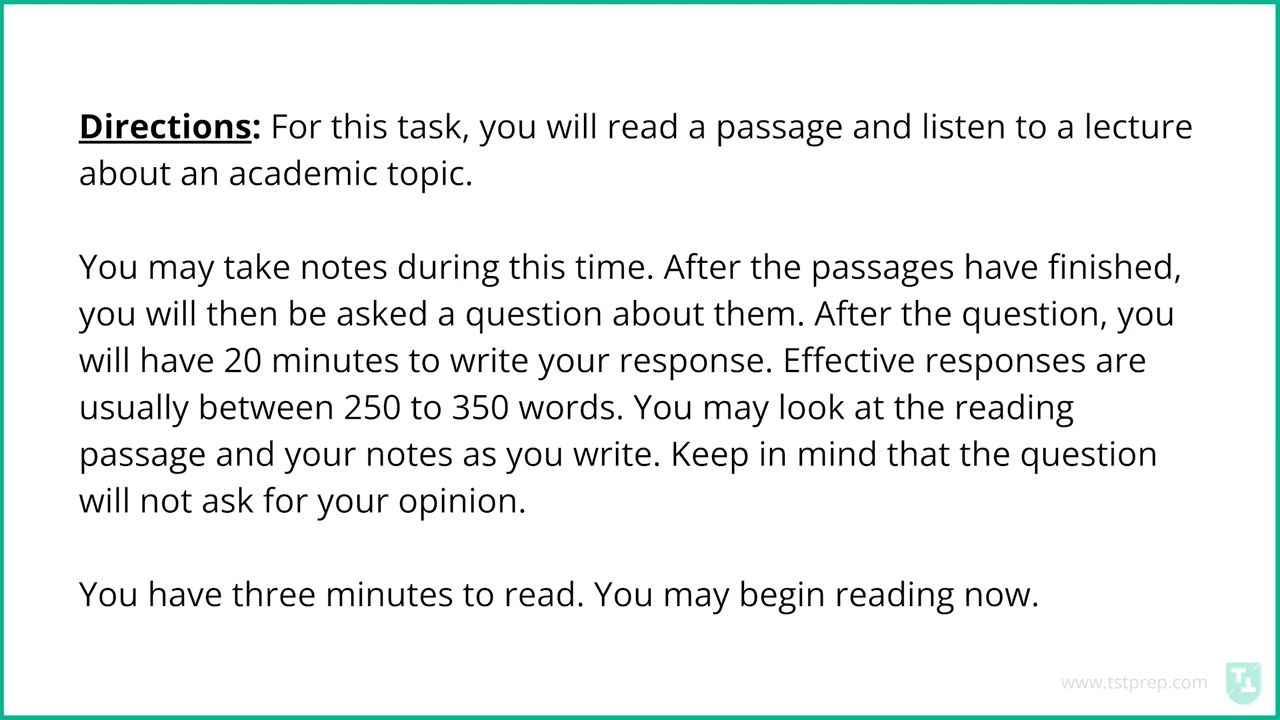 Directions: For this task, you will read a passage and listen to a lecture
about an academic topic.
You may take notes during this time. After the passages have finished,
you will then be asked a question about them. After the question, you
will have 20 minutes to write your response. Effective responses are
usually between 250 to 350 words. You may look at the reading
passage and your notes as you write. Keep in mind that the question
will not ask for your opinion.
You have three minutes to read. You may begin reading now.
www.tstprep.com